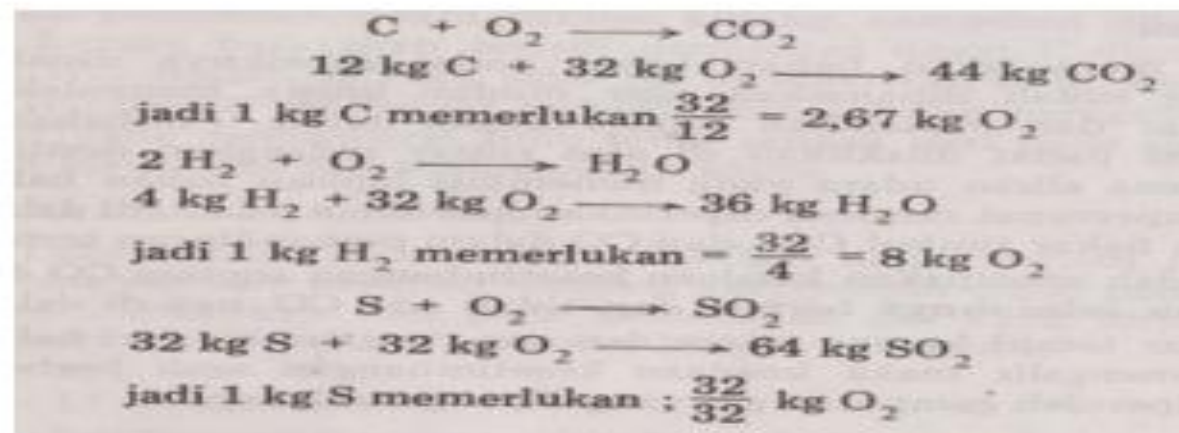 C + O₂ ⟶ CO₂
12 kg C + 32 kg O₂ ⟶ 44 kg CO₂
jadi 1 kg C memerlukan 32/12 = 2,67 kg O₂
2 H₂ + O₂ ⟶ H₂O
4 kg H₂ + 32 kg O₂ ⟶ 36 kg H₂O
jadi 1 kg H₂ memerlukan = 32/4 = 8 kg O₂
S + O₂ ⟶ SO₂
32 kg S + 32 kg O₂ ⟶ 64 kg SO₂
jadi 1 kg S memerlukan : 32/32 kg O₂